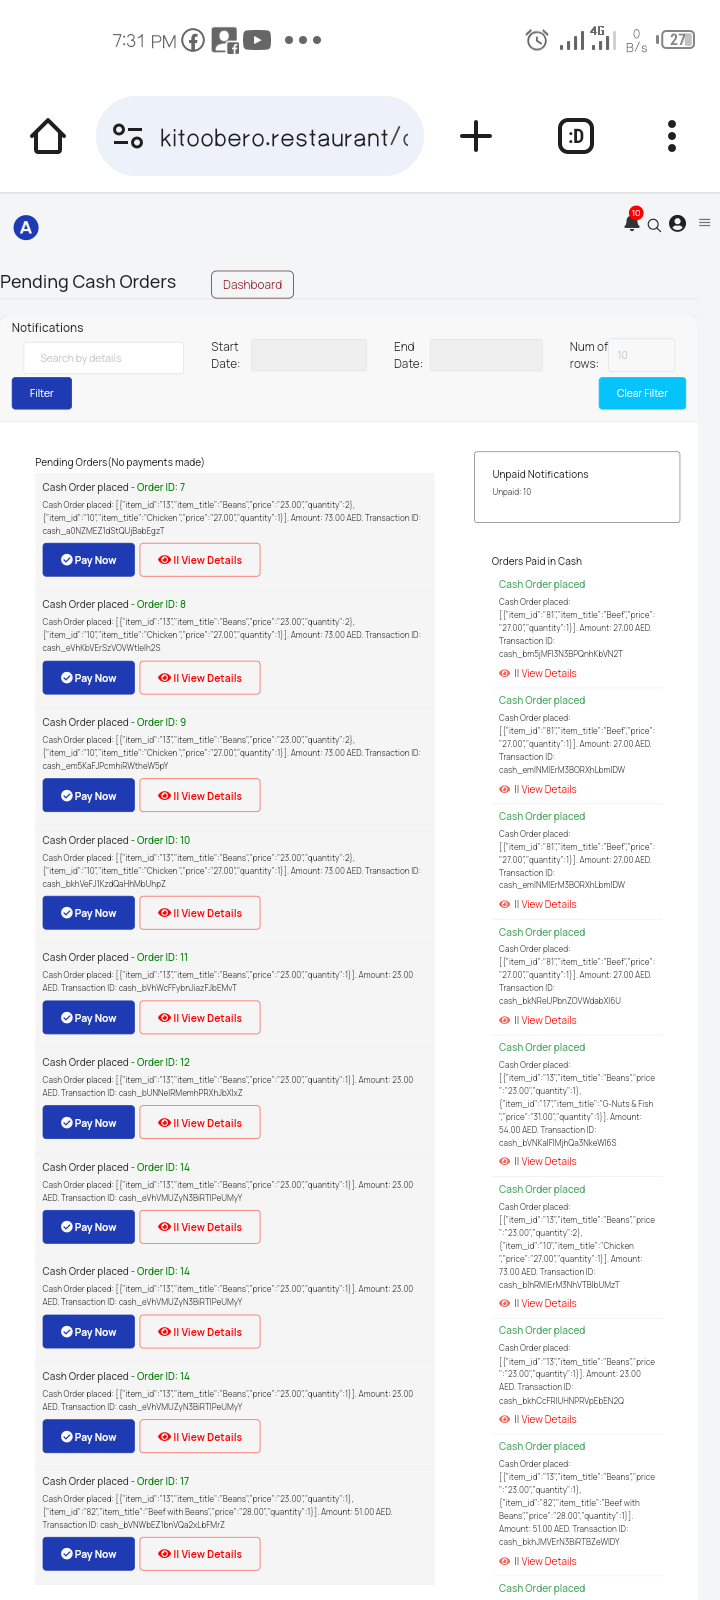 7:31 PM
4G
0
B/s
27
kitoobero.restaurant/
:D
A
10
Pending Cash Orders
Dashboard
Notifications
Search by details
Start
Date:
End
Date:
Num of
rows:
10
Filter
Clear Filter
Pending Orders(No payments made)
Cash Order placed - Order ID: 7
Cash Order placed: [{"item_id":"13","item_title":"Beans","price":"23.00","quantity":2},
{"item_id":"10","item_title":"Chicken ","price":"27.00","quantity":1}]. Amount: 73.00 AED. Transaction ID:
cash_a0NZMEZ1dStQUjBabEgzT
Pay Now
|| View Details
Cash Order placed - Order ID: 8
Cash Order placed: [{"item_id":"13","item_title":"Beans","price":"23.00","quantity":2},
{"item_id":"10","item_title":"Chicken ","price":"27.00","quantity":1}]. Amount: 73.00 AED. Transaction ID:
Pay Now
|| View Details
Cash Order placed - Order ID: 9
Cash Order placed: [{"item_id":"13","item_title":"Beans","price":"23.00","quantity":2},
{"item_id":"10","item_title":"Chicken ","price":"27.00","quantity":1}]. Amount: 73.00 AED. Transaction ID:
cash_em5KaFJPcmhiRWtheW5pY
Pay Now
|| View Details
Cash Order placed - Order ID: 10
Cash Order placed: [{"item_id":"13","item_title":"Beans","price":"23.00","quantity":2},
{"item_id":"10","item_title":"Chicken ","price":"27.00","quantity":1}]. Amount: 73.00 AED. Transaction ID:
cash_bkhVeFJ1KzdQaHhMbUhpZ
Pay Now
|| View Details
Cash Order placed - Order ID: 11
Cash Order placed: [{"item_id":"13","item_title":"Beans","price":"23.00","quantity":1}]. Amount: 23.00
AED. Transaction ID: cash_bVhWcFFybnJiazFJbEMvT
Pay Now
|| View Details
Cash Order placed - Order ID: 12
Cash Order placed: [{"item_id":"13","item_title":"Beans","price":"23.00","quantity":1}]. Amount: 23.00
AED. Transaction ID:
Pay Now
|| View Details
Cash Order placed - Order ID: 14
Cash Order placed: [{"item_id":"13","item_title":"Beans","price":"23.00","quantity":1}]. Amount: 23.00
AED. Transaction ID: cash_eVhVMUZyN3BiRTlPeUMyY
Pay Now
|| View Details
Cash Order placed - Order ID: 14
Cash Order placed: [{"item_id":"13","item_title":"Beans","price":"23.00","quantity":1}]. Amount: 23.00
AED. Transaction ID: cash_eVhVMUZyN3BiRTlPeUMyY
Pay Now
|| View Details
Cash Order placed - Order ID: 14
Cash Order placed: [{"item_id":"13","item_title":"Beans","price":"23.00","quantity":1}]. Amount: 23.00
AED. Transaction ID: cash_eVhVMUZyN3BiRTlPeUMyY
Pay Now
|| View Details
Cash Order placed - Order ID: 17
Cash Order placed: [{"item_id":"13","item_title":"Beans","price":"23.00","quantity":1},
{"item_id":"82","item_title":"Beef with Beans","price":"28.00","quantity":1}]. Amount: 51.00 AED.
Transaction ID: cash_bVNWbEZ1bnVQa2xLbFMrZ
Pay Now
|| View Details
Unpaid Notifications
Unpaid: 10
Orders Paid in Cash
Cash Order placed
Cash Order placed:
[{"item_id":"81","item_title":"Beef","price":
"27.00","quantity":1}]. Amount: 27.00 AED.
Transaction ID:
cash_bm5jMFI3N3BPQnhKbVN2T
|| View Details
Cash Order placed
Cash Order placed:
[{"item_id":"81","item_title":"Beef","price":
"27.00","quantity":1}]. Amount: 27.00 AED.
Transaction ID:
|| View Details
Cash Order placed
Cash Order placed:
[{"item_id":"81","item_title":"Beef","price":
"27.00","quantity":1}]. Amount: 27.00 AED.
Transaction ID:
|| View Details
Cash Order placed
Cash Order placed:
[{"item_id":"81","item_title":"Beef","price":
"27.00","quantity":1}]. Amount: 27.00 AED.
Transaction ID:
|| View Details
Cash Order placed
Cash Order placed:
[{"item_id":"13","item_title":"Beans","price
":"23.00","quantity":1},
{"item_id":"17","item_title":"G-Nuts & Fish
","price":"31.00","quantity":1}]. Amount:
54.00 AED. Transaction ID:
|| View Details
Cash Order placed
Cash Order placed:
[{"item_id":"13","item_title":"Beans","price
":"23.00","quantity":2},
{"item_id":"10","item_title":"Chicken
","price":"27.00","quantity":1}]. Amount:
73.00 AED. Transaction ID:
|| View Details
Cash Order placed
Cash Order placed:
[{"item_id":"13","item_title":"Beans","price
":"23.00","quantity":1}]. Amount: 23.00
AED. Transaction ID:
|| View Details
Cash Order placed
Cash Order placed:
[{"item_id":"13","item_title":"Beans","price
":"23.00","quantity":1},
{"item_id":"82","item_title":"Beef with
Beans","price":"28.00","quantity":1}].
Amount: 51.00 AED. Transaction ID:
cash_bkhJMVErN3BiRTBZeWlDY
|| View Details
Cash Order placed